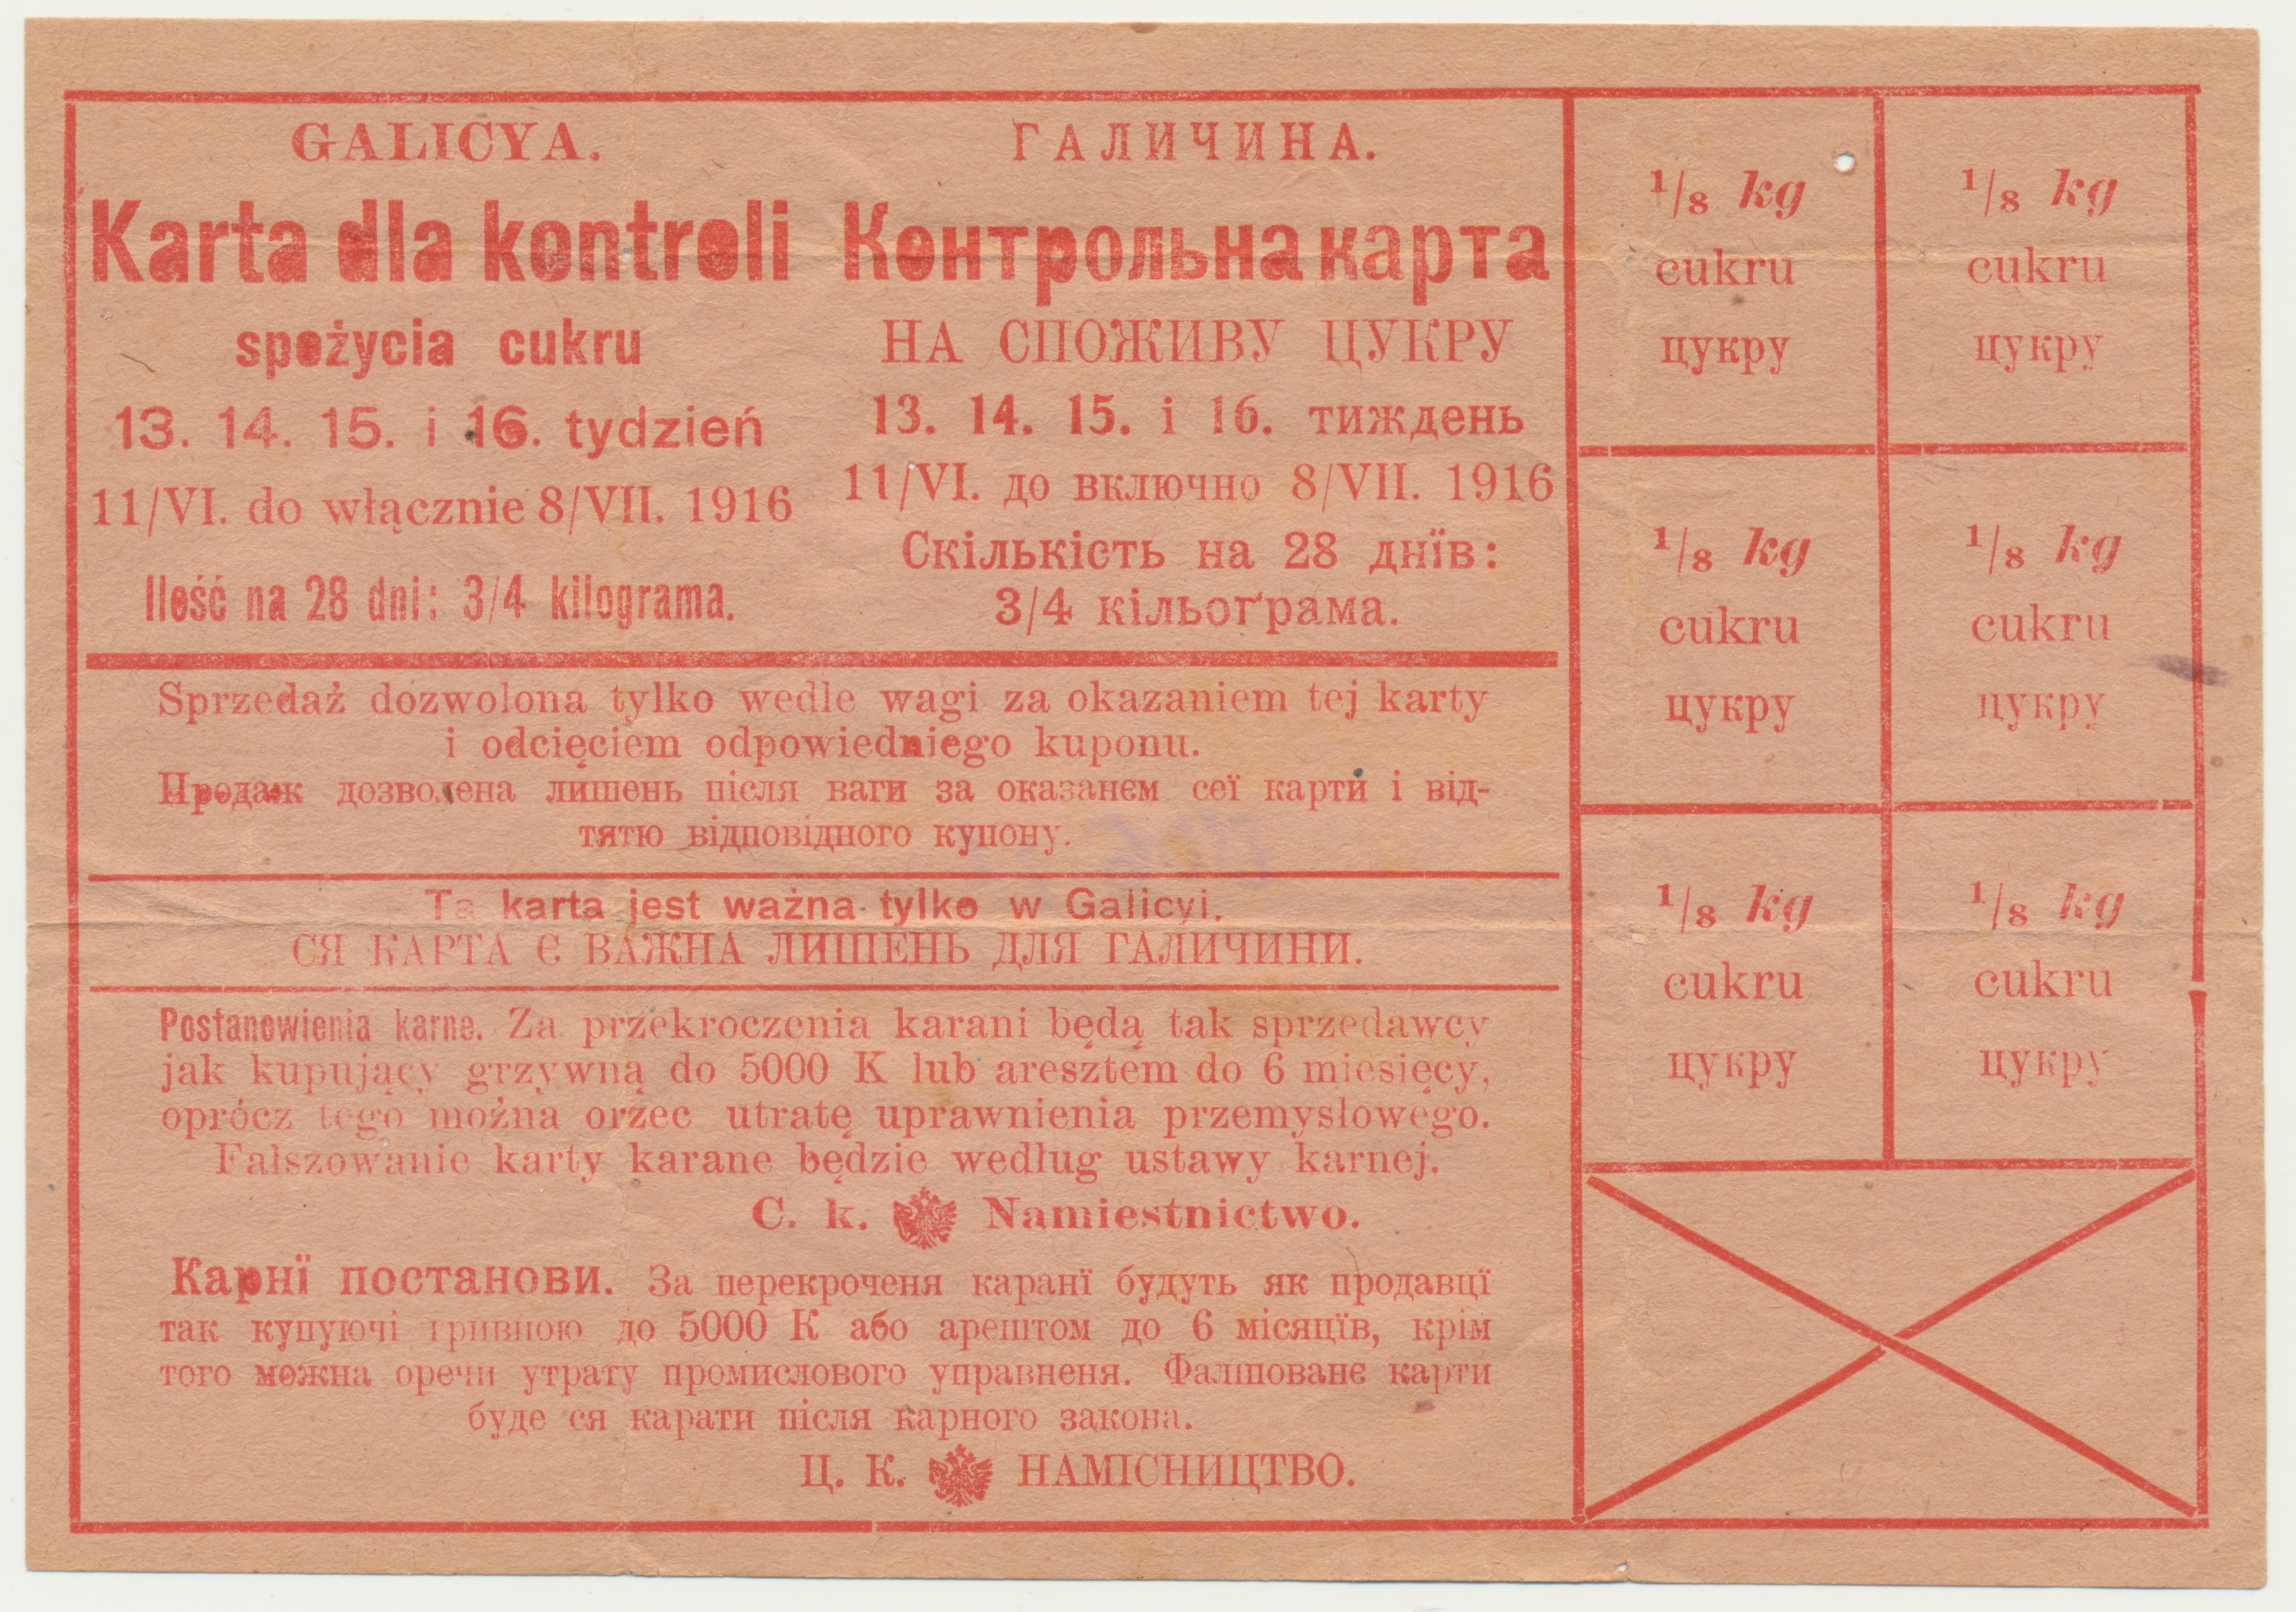 GALICYA.
Karta dla kontroli
spożycia cukru
13. 14. 15. i 16. tydzień
11/VI. do włącznie 8/VII. 1916
Ilość na 28 dni: 3/4 kilograma.
ГАЛИЧИНА.
Контрольна карта
НА СПОЖИВУ ЦУКРУ
13. 14. 15. і 16. тиждень
11/VI. до включно 8/VII. 1916
Скількість на 28 днїв:
3/4 кільоґрама.
Sprzedaż dozwolona tylko wedle wagi za okazaniem tej karty
i odcięciem odpowiedniego kuponu.
Продаж дозволена лишень після ваги за оказанєм сеї карти і від-
тятю відповідного купону.
Ta karta jest ważna tylko w Galicyi.
СЯ КАРТА Є ВАЖНА ЛИШЕНЬ ДЛЯ ГАЛИЧИНИ.
Postanowienia karne. Za przekroczenia karani będą tak sprzedawcy
jak kupujący grzywną do 5000 K lub aresztem do 6 miesięcy,
oprócz tego można orzec utratę uprawnienia przemysłowego.
Fałszowanie karty karane będzie według ustawy karnej.
C. k. Namiestnictwo.
Карнї постанови. За перекроченя каранї будуть як продавцї
так купуючі гривною до 5000 К або арештом до 6 місяцїв, крім
того можна оречи утрату промислового управненя. Фалшованє карти
буде ся карати після карного закона.
Ц. К. НАМІСНИЦТВО.
1/8 kg
cukru
цукру
1/8 kg
cukru
цукру
1/8 kg
cukru
цукру
1/8 kg
cukru
цукру
1/8 kg
cukru
цукру
1/8 kg
cukru
цукру